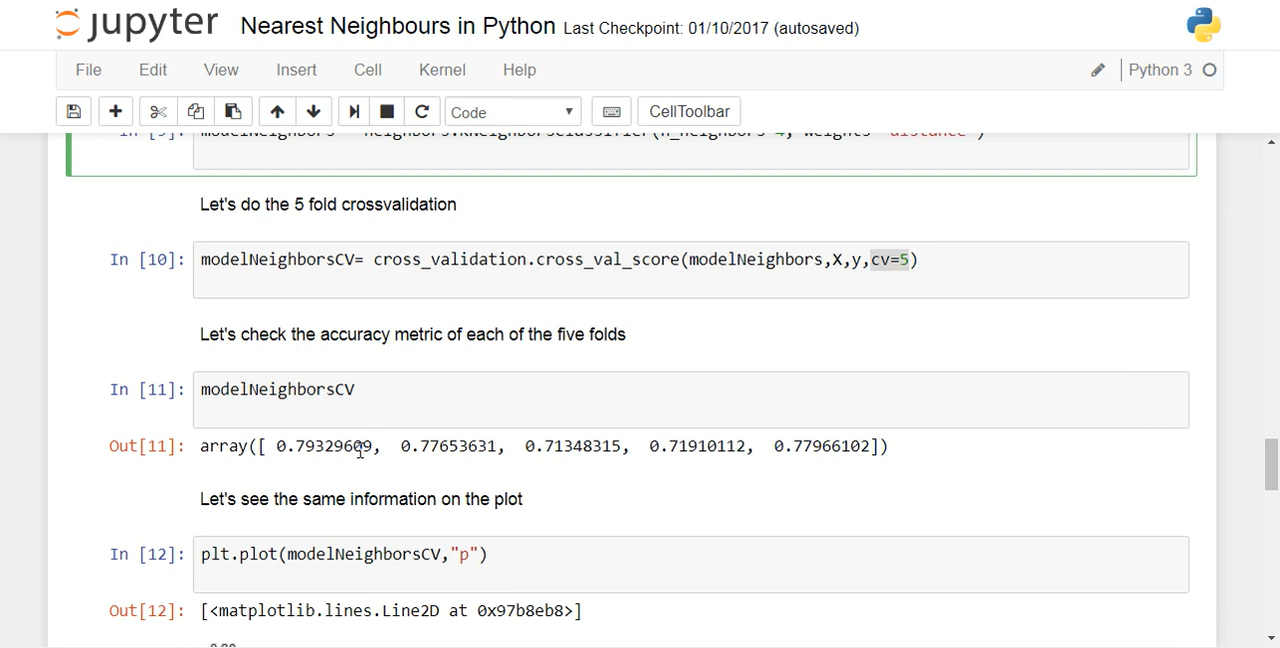 jupyter Nearest Neighbours in Python Last Checkpoint: 01/10/2017 (autosaved)
File Edit View Insert Cell Kernel Help Python 3
Code CellToolbar
In [9]:
Let's do the 5 fold crossvalidation
In [10]: modelNeighborsCV= cross_validation.cross_val_score(modelNeighbors,X,y,cv=5)
Let's check the accuracy metric of each of the five folds
In [11]: modelNeighborsCV
Out[11]: array([ 0.79329609, 0.77653631, 0.71348315, 0.71910112, 0.77966102])
Let's see the same information on the plot
In [12]: plt.plot(modelNeighborsCV,"p")
Out[12]: [<matplotlib.lines.Line2D at 0x97b8eb8>]